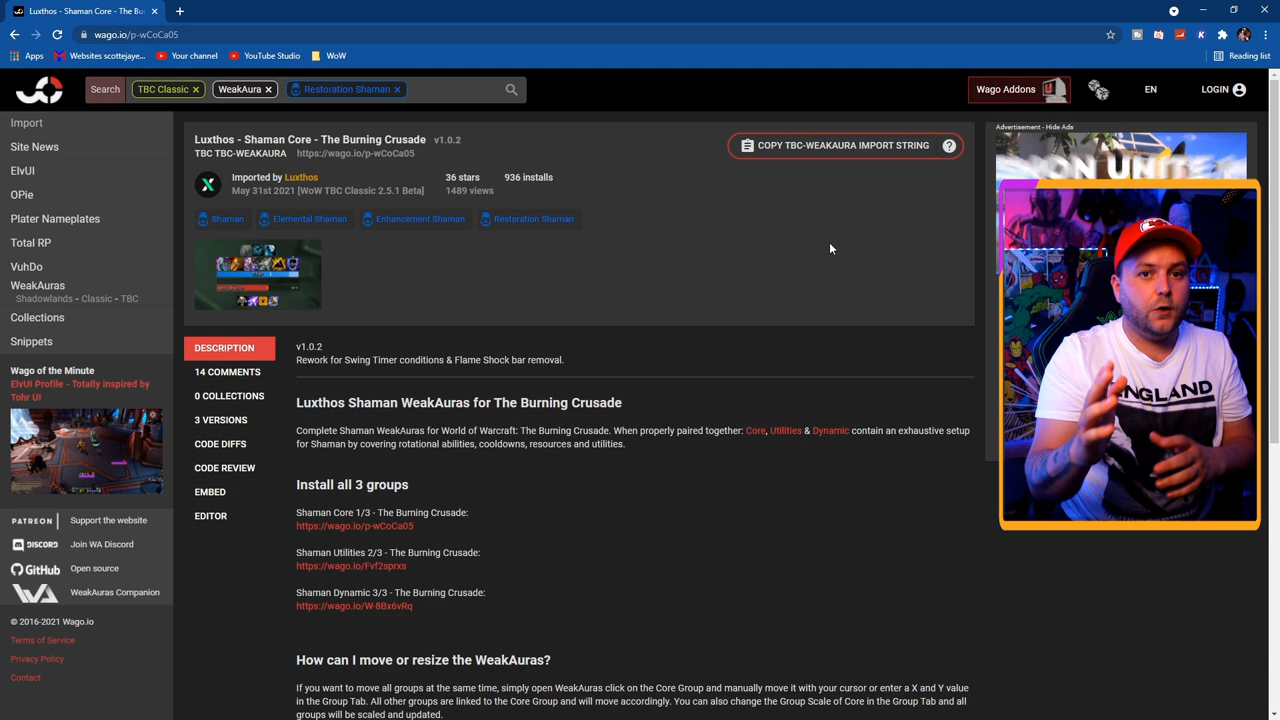 Luxthos - Shaman Core - The Bu
wago.io/p-wCoCa05
Apps
Websites scottejaye...
Your channel
YouTube Studio
WoW
Reading list
Search
TBC Classic
WeakAura
Restoration Shaman
Wago Addons
EN
LOGIN
Import
Site News
ElvUI
OPie
Plater Nameplates
Total RP
VuhDo
WeakAuras
Shadowlands - Classic - TBC
Collections
Snippets
Wago of the Minute
ElvUI Profile - Totally inspired by
Tohr UI
PATREON
Support the website
DISCORD
Join WA Discord
GitHub
Open source
WeakAuras Companion
© 2016-2021 Wago.io
Terms of Service
Privacy Policy
Contact
Luxthos - Shaman Core - The Burning Crusade v1.0.2
TBC TBC-WEAKAURA https://wago.io/p-wCoCa05
COPY TBC-WEAKAURA IMPORT STRING
Imported by Luxthos
May 31st 2021 [WoW TBC Classic 2.5.1 Beta]
36 stars
1489 views
936 installs
Shaman
Elemental Shaman
Enhancement Shaman
Restoration Shaman
Advertisement - Hide Ads
DESCRIPTION
14 COMMENTS
0 COLLECTIONS
3 VERSIONS
CODE DIFFS
CODE REVIEW
EMBED
EDITOR
v1.0.2
Rework for Swing Timer conditions & Flame Shock bar removal.
Luxthos Shaman WeakAuras for The Burning Crusade
Complete Shaman WeakAuras for World of Warcraft: The Burning Crusade. When properly paired together: Core, Utilities & Dynamic contain an exhaustive setup
for Shaman by covering rotational abilities, cooldowns, resources and utilities.
Install all 3 groups
Shaman Core 1/3 - The Burning Crusade:
https://wago.io/p-wCoCa05
Shaman Utilities 2/3 - The Burning Crusade:
https://wago.io/Fvf2sprxs
Shaman Dynamic 3/3 - The Burning Crusade:
https://wago.io/W-8Bx6vRq
How can I move or resize the WeakAuras?
If you want to move all groups at the same time, simply open WeakAuras click on the Core Group and manually move it with your cursor or enter a X and Y value
in the Group Tab. All other groups are linked to the Core Group and will move accordingly. You can also change the Group Scale of Core in the Group Tab and all
groups will be scaled and updated.